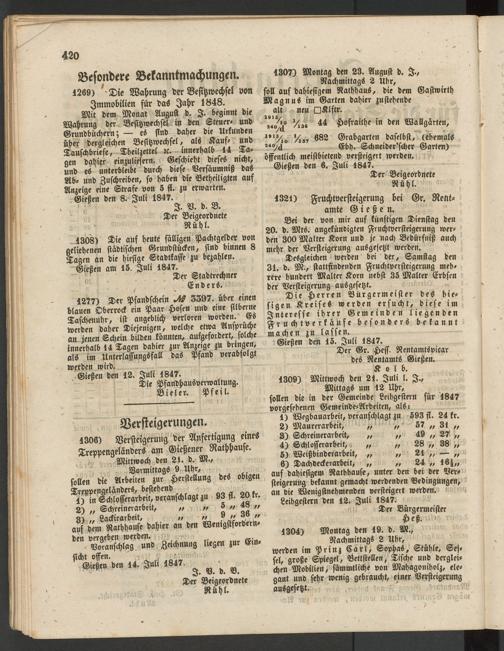 420
Besondere Bekanntmachungen.
1269) Die Wahrung der Besitzwechsel von
Immobilien für das Jahr 1848.
Mit dem Monat August d. J. beginnt die
Wahrung der Besitzwechsel in den Steuer- und
Grundbüchern; — es sind daher die Urkunden
über dergleichen Besitzwechsel, als Kauf- und
Tauschbriefe, Theilzettel ꝛc. innerhalb 14 Ta-
gen dahier einzuliefern. Geschieht dieses nicht,
und es unterbleibt durch diese Versäumniß das
Ab- und Zuschreiben, so haben die Betheiligten auf
Anzeige eine Strafe von 5 fl. zu erwarten.
Gießen den 8. Juli 1847.
J. V. d. B.
Der Beigeordnete
Rühl.
1308) Die auf heute fälligen Pachtgelder von
geliehenen städtischen Grundstücken, sind binnen 8
Tagen an die hiesige Stadtkasse zu bezahlen.
Gießen am 15. Juli 1847.
Der Stadtrechner
Enders.
1277) Der Pfandschein № 3397. über einen
blauen Oberrock ein Paar Hosen und eine silberne
Taschenuhr, ist angeblich verloren worden. Es
werden daher Diejenigen, welche etwa Ansprüche
an jenen Schein bilden könnten, aufgefordert, solche
innerhalb 14 Tagen dahier zur Anzeige zu bringen,
als im Unterlassungsfall das Pfand verabfolgt
werden wird.
Gießen den 12. Juli 1847.
Die Pfandhausverwaltung.
Bieler. Pfeil.
Versteigerungen.
1306) Versteigerung der Anfertigung eines
Treppengeländers am Gießener Rathhause.
Mittwoch den 21. d. M.,
Vormittags 9 Uhr,
sollen die Arbeiten zur Herstellung des obigen
Treppengeländers, bestehend
1) in Schlosserarbeit, veranschlagt zu 93 fl. 20 kr.
2) „ Schreinerarbeit „ „ 5 „ 48 „
3) „ Lackirarbeit „ „ 9 „ 36 „
auf dem Rathhause dahier an den Wenigstfordern-
den vergeben werden.
Voranschlag und Zeichnung liegen zur Ein-
sicht offen.
Gießen den 14. Juli 1847.
J. V. d. B.
Der Beigeordnete
Rühl.
1307) Montag den 23. August d. J.,
Nachmittags 2 Uhr,
soll auf dahiesigem Rathhaus, die dem Gastwirth
Magnus im Garten dahier zustehende
alt neu □Klftr.
44 Hofraithe in den Wallgärten,
682 Grabgarten daselbst, (ehemals
Ebh. Schneider'scher Garten)
öffentlich meistbietend versteigert werden.
Gießen den 6. Juli 1847.
Der Beigeordnete
Rühl.
1321) Fruchtversteigerung bei Gr. Rent-
amte Gießen.
Bei der von mir auf künftigen Dienstag den
20. d. Mts. angekündigten Fruchtversteigerung wer-
den 300 Malter Korn und je nach Bedürfniß auch
mehr der Versteigerung ausgesetzt.
Desgleichen werden bei der, Samstag den
31. d. M., stattfindenden Fruchtversteigerung meh-
rere hundert Malter Korn nebst 35 Malter Erbsen
der Versteigerung ausgesetzt.
Die Herren Bürgermeister des hie-
sigen Kreises werden ersucht, dieses im
Interesse ihrer Gemeinden liegenden
Fruchtverkäufe besonders bekannt
machen zu lassen.
Gießen den 15. Juli 1847.
Der Gr. Hess. Rentamtsvicar
des Rentamts Gießen.
Kolb.
1309) Mittwoch den 21. Juli l. J.,
Mittags um 12 Uhr,
sollen die in der Gemeinde Leihgestern für 1847
vorgesehenen Gemeinde-Arbeiten, als:
1) Wegbauarbeit, veranschlagt zu 593 fl. 24 kr.
2) Maurerarbeit, „ „ 57 „ 31 „
3) Schreinerarbeit, „ „ 49 „ 27 „
4) Schlosserarbeit, „ „ 28 „ 38 „
5) Weißbinderarbeit, „ „ 21 „ — „
6) Dachdeckerarbeit, „ „ 24 „ 16½ „
auf dahiesigem Rathhause, unter den bei der Ver-
steigerung bekannt gemacht werdenden Bedingungen,
an die Wenigstnehmenden versteigert werden.
Leihgestern den 12. Juli 1847.
Der Bürgermeister
Heß.
1304) Montag den 19. d. M.,
Nachmittags 2 Uhr,
werden im Prinz Carl, Sophas, Stühle, Ses-
sel, große Spiegel, Bettstellen, Tische und dergleichen
Mobilien, sämmtliche von Mahagoniholz, ele-
gant und sehr wenig gebraucht, einer Versteigerung
ausgesetzt.